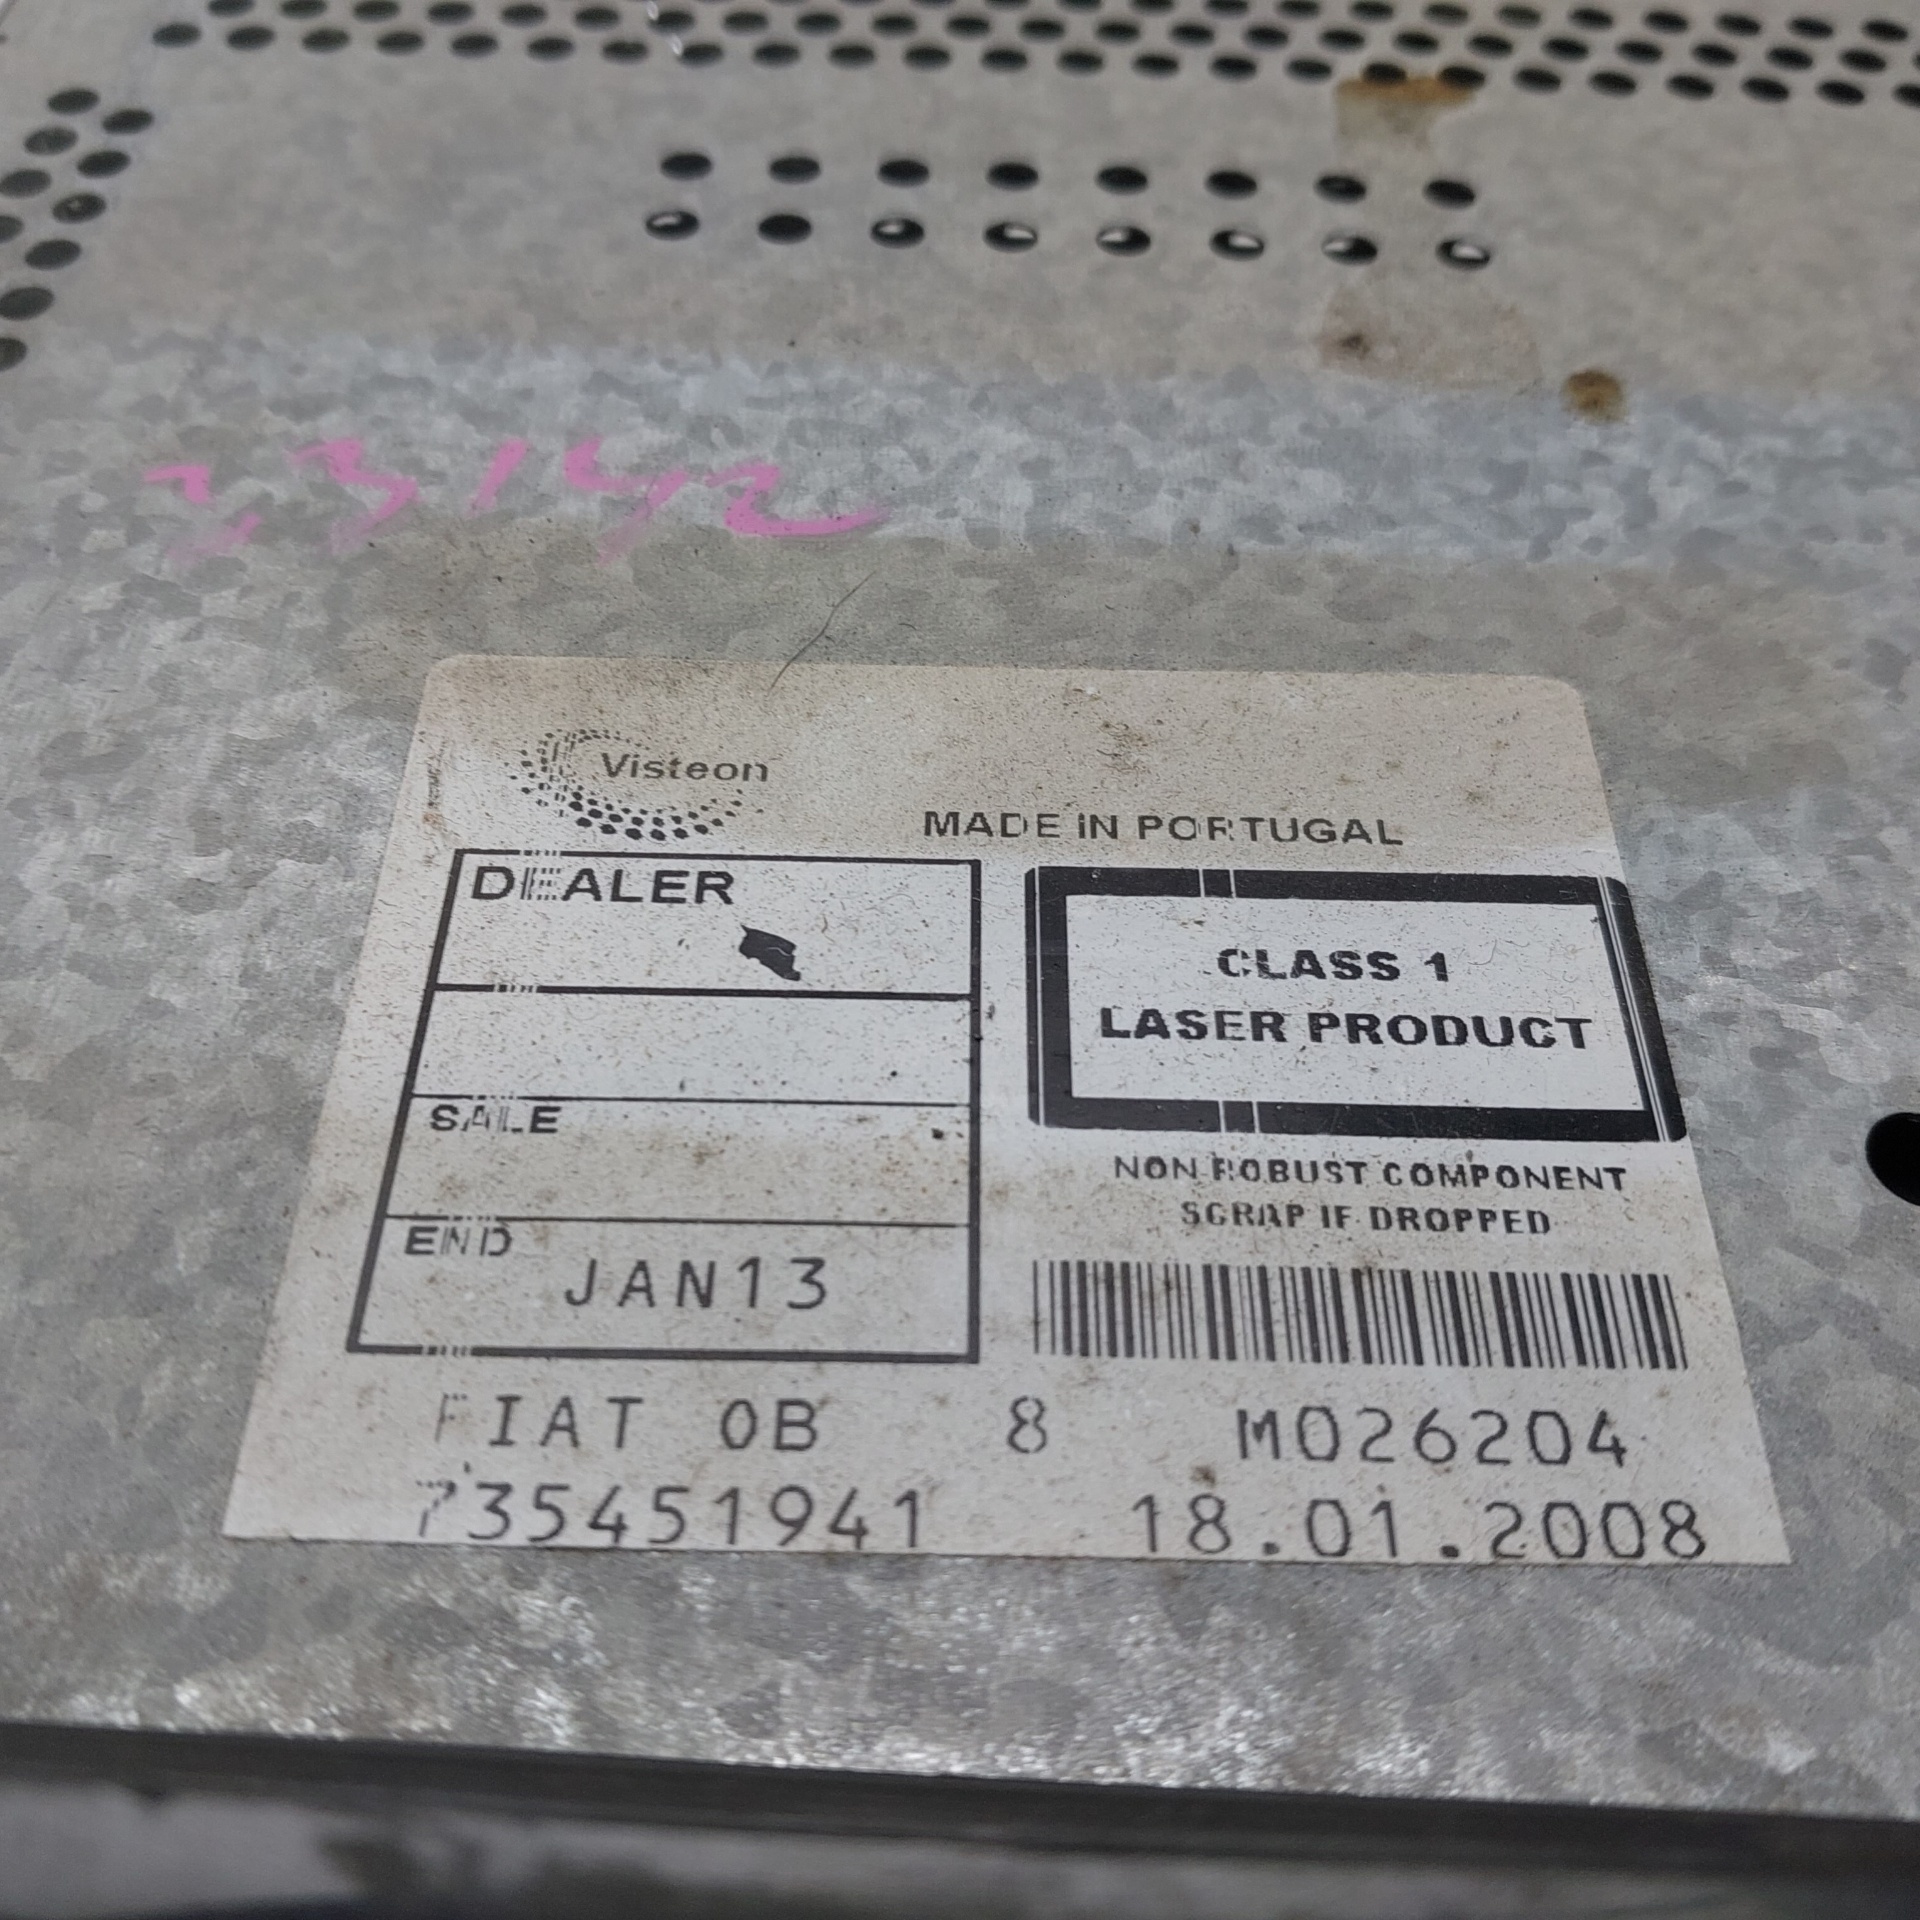 Visteon
MADE IN PORTUGAL
DEALER
CLASS 1
LASER PRODUCT
SALE
NON ROBUST COMPONENT
SCRAP IF DROPPED
END
JAN13
FIAT 0B 8 M026204
735451941 18.01.2008